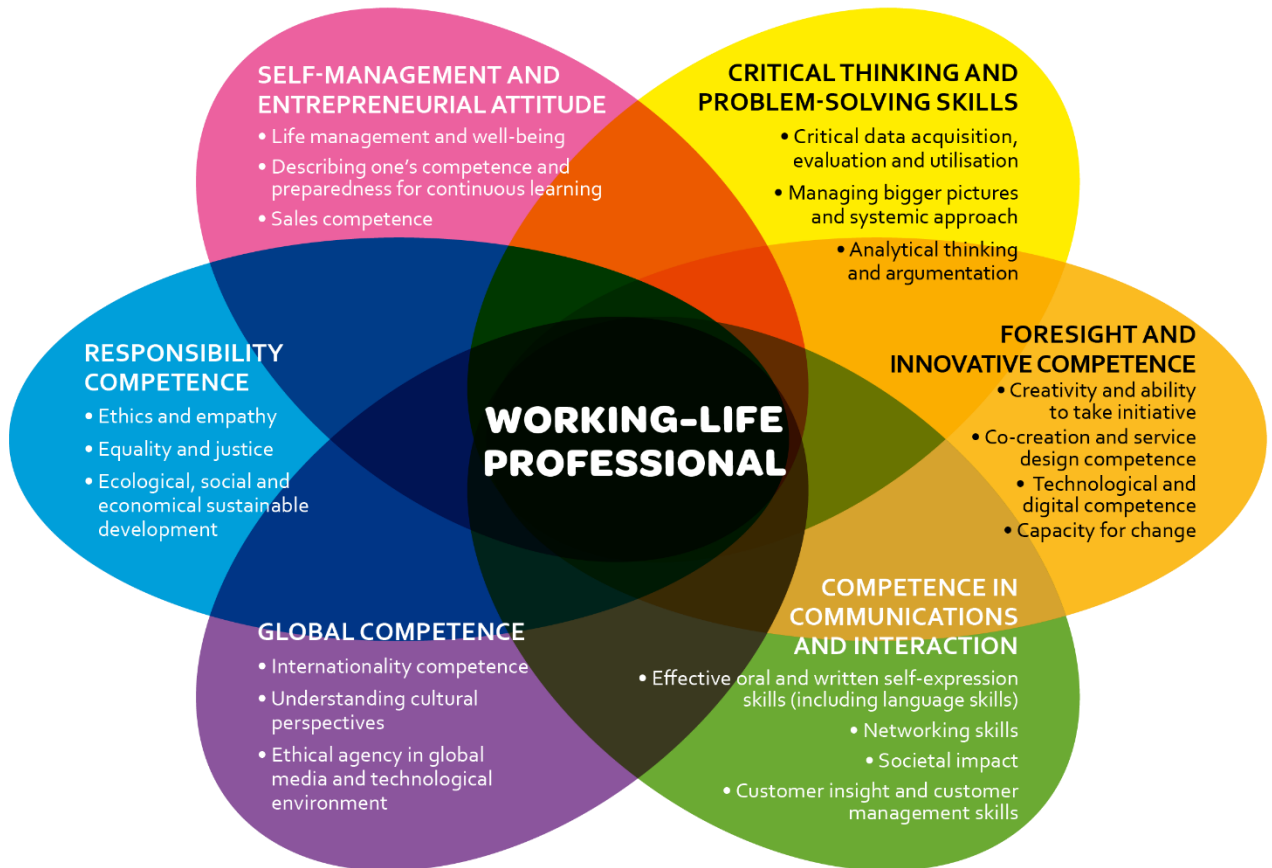 SELF-MANAGEMENT AND
ENTREPRENEURIAL ATTITUDE
• Life management and well-being
• Describing one's competence and
preparedness for continuous learning
• Sales competence
CRITICAL THINKING AND
PROBLEM-SOLVING SKILLS
• Critical data acquisition,
evaluation and utilisation
• Managing bigger pictures
and systemic approach
• Analytical thinking
and argumentation
RESPONSIBILITY
COMPETENCE
• Ethics and empathy
• Equality and justice
• Ecological, social and
economical sustainable
development
WORKING-LIFE
PROFESSIONAL
FORESIGHT AND
INNOVATIVE COMPETENCE
• Creativity and ability
to take initiative
• Co-creation and service
design competence
• Technological and
digital competence
• Capacity for change
GLOBAL COMPETENCE
• Internationality competence
• Understanding cultural
perspectives
• Ethical agency in global
media and technological
environment
COMPETENCE IN
COMMUNICATIONS
AND INTERACTION
• Effective oral and written self-expression
skills (including language skills)
• Networking skills
• Societal impact
• Customer insight and customer
management skills